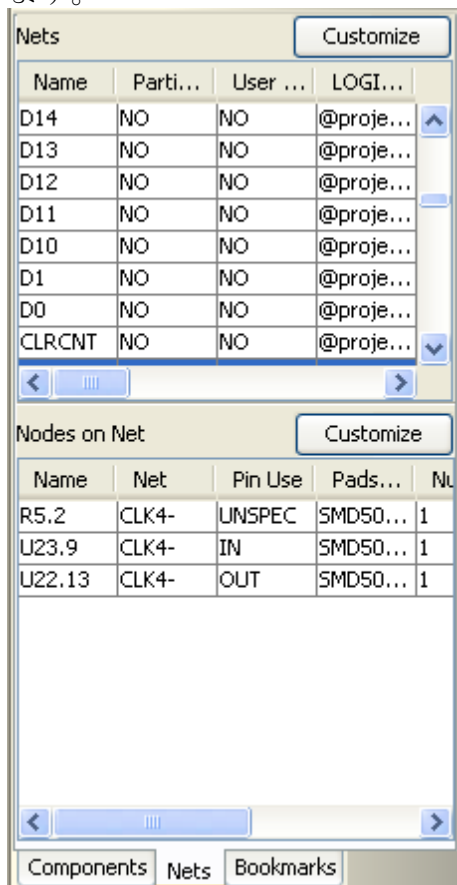 ます。
Nets Customize
Name Parti... User ... LOGI...
D14 NO NO @proje...
D13 NO NO @proje...
D12 NO NO @proje...
D11 NO NO @proje...
D10 NO NO @proje...
D1 NO NO @proje...
D0 NO NO @proje...
CLRCNT NO NO @proje...
Nodes on Net Customize
Name Net Pin Use Pads... Nu
R5.2 CLK4- UNSPEC SMD50... 1
U23.9 CLK4- IN SMD50... 1
U22.13 CLK4- OUT SMD50... 1
Components Nets Bookmarks